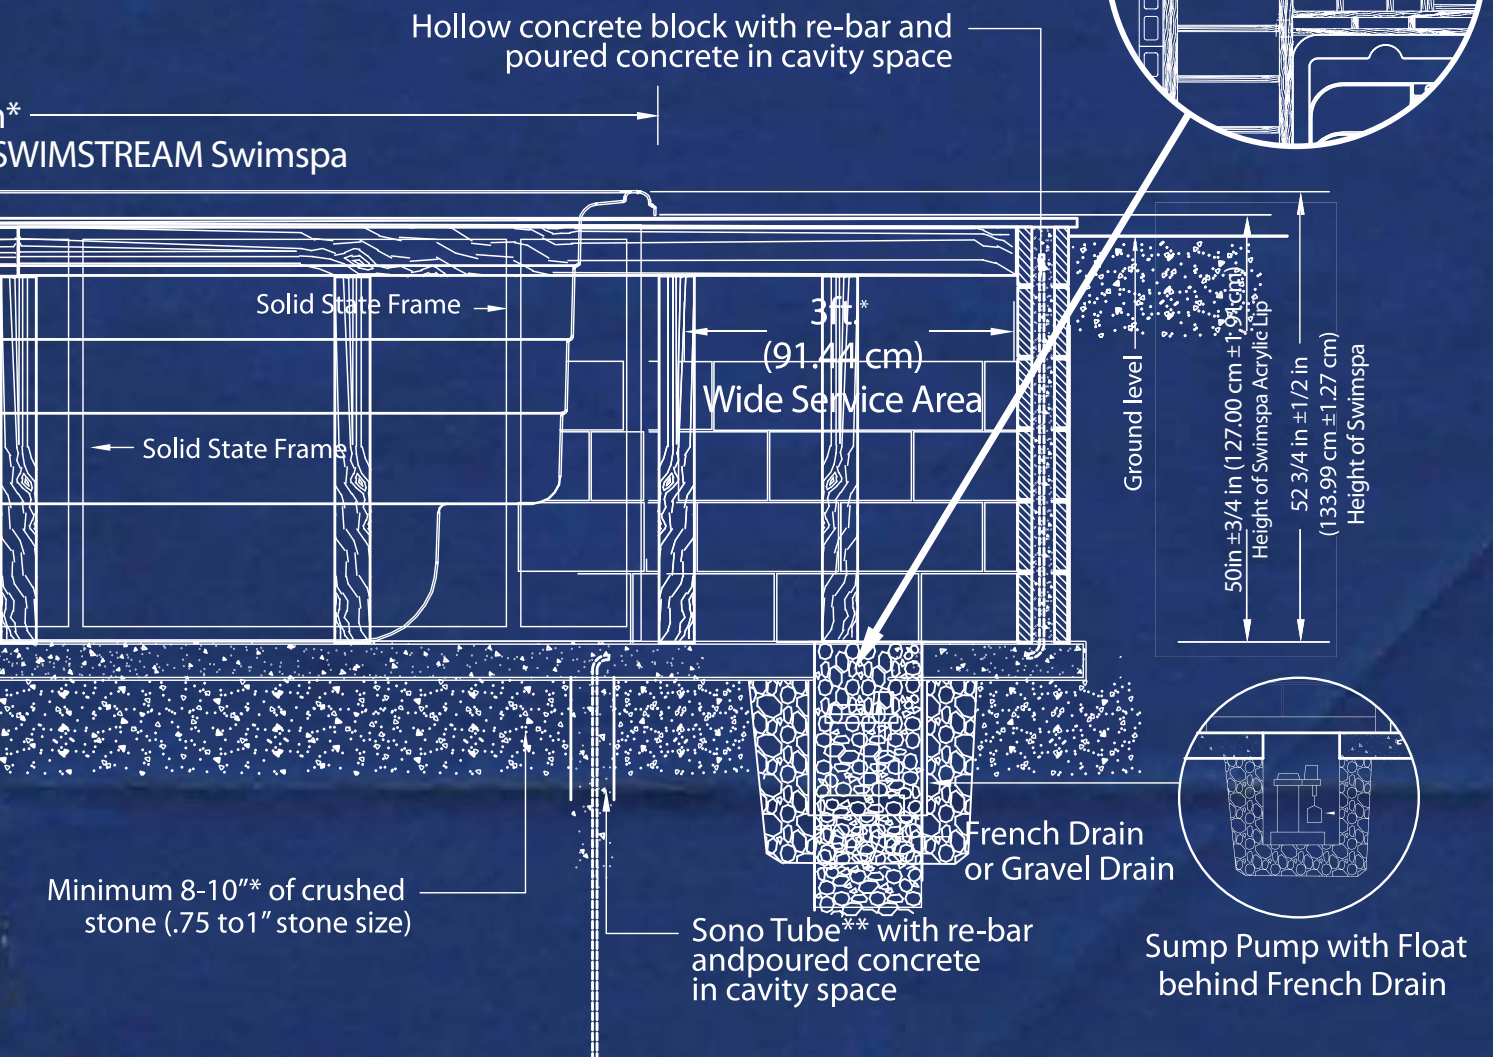 Hollow concrete block with re-bar and
poured concrete in cavity space
*
SWIMSTREAM Swimspa
Solid State Frame
3ft.*
(91.44 cm)
Wide Service Area
Solid State Frame
Ground level
50in ±3/4 in (127.00 cm ±1.91cm)
Height of Swimspa Acrylic Lip
52 3/4 in ±1/2 in
(133.99 cm ±1.27 cm)
Height of Swimspa
French Drain
or Gravel Drain
Minimum 8-10”* of crushed
stone (.75 to1” stone size)
Sono Tube** with re-bar
andpoured concrete
in cavity space
Sump Pump with Float
behind French Drain